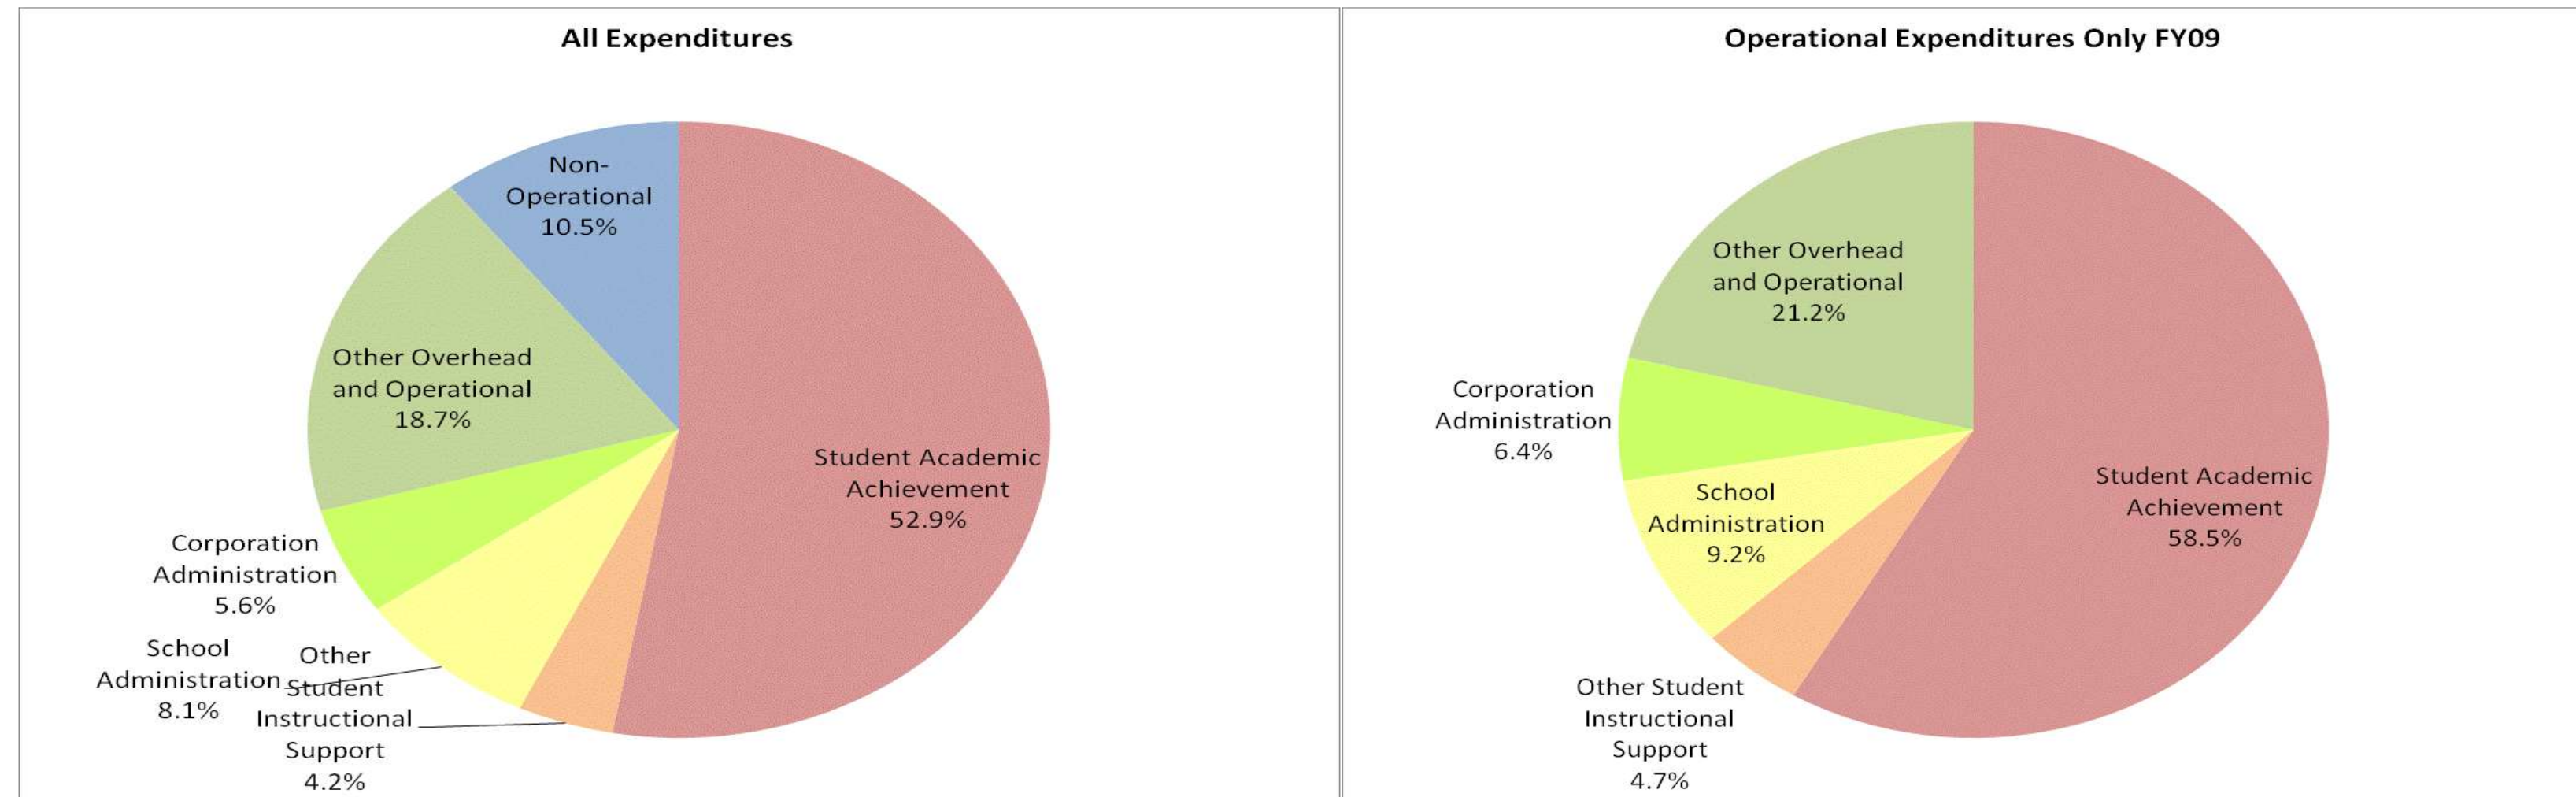 All Expenditures
Non-
Operational
10.5%
Other Overhead
and Operational
18.7%
Student Academic
Achievement
52.9%
Corporation
Administration
5.6%
School
Administration
8.1%
Other
Student
Instructional
Support
4.2%
Operational Expenditures Only FY09
Other Overhead
and Operational
21.2%
Corporation
Administration
6.4%
School
Administration
9.2%
Student Academic
Achievement
58.5%
Other Student
Instructional
Support
4.7%